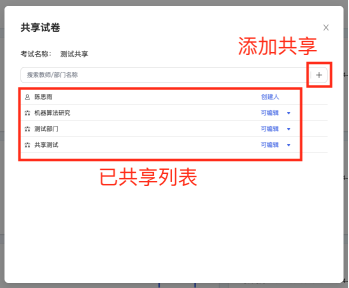 共享试卷
添加共享
考试名称： 测试共享
搜索教师/部门名称
陈思雨 创建人
机器算法研究 可编辑
测试部门 可编辑
共享测试 可编辑
已共享列表